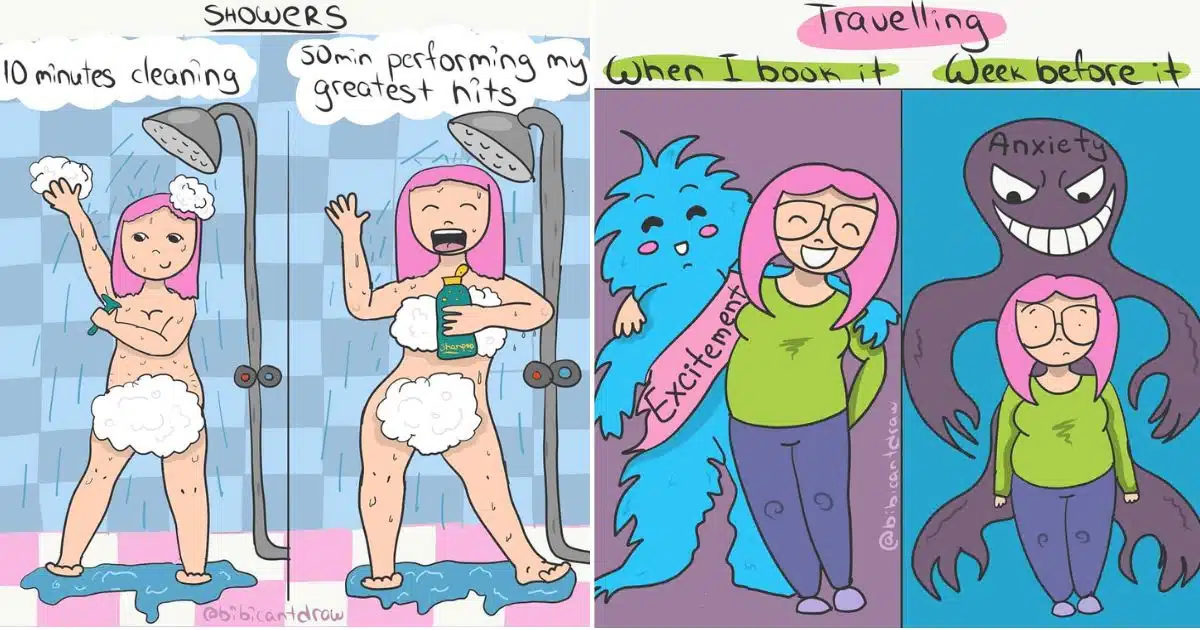 SHOWERS
10 minutes cleaning
50min performing my
greatest hits
Shampoo
@bibicantdraw
Travelling
When I book it
Week before it
Excitement
Anxiety
@bibicantdraw